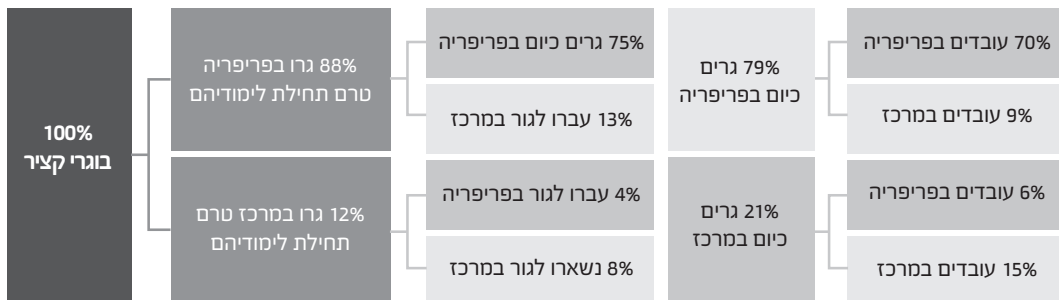 100%
בוגרי קציר
88% גרו בפריפריה
טרם תחילת לימודיהם
12% גרו במרכז טרם
תחילת לימודיהם
75% גרים כיום בפריפריה
13% עברו לגור במרכז
4% עברו לגור בפריפריה
8% נשארו לגור במרכז
79% גרים
כיום בפריפריה
21% גרים
כיום במרכז
70% עובדים בפריפריה
9% עובדים במרכז
6% עובדים בפריפריה
15% עובדים במרכז